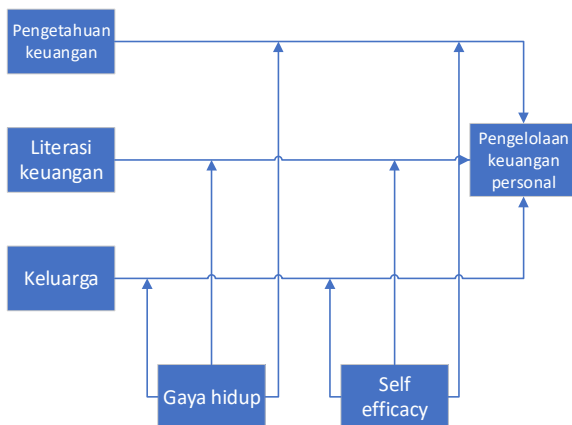 Pengetahuan
keuangan
Literasi
keuangan
Pengelolaan
keuangan
personal
Keluarga
Gaya hidup
Self
efficacy